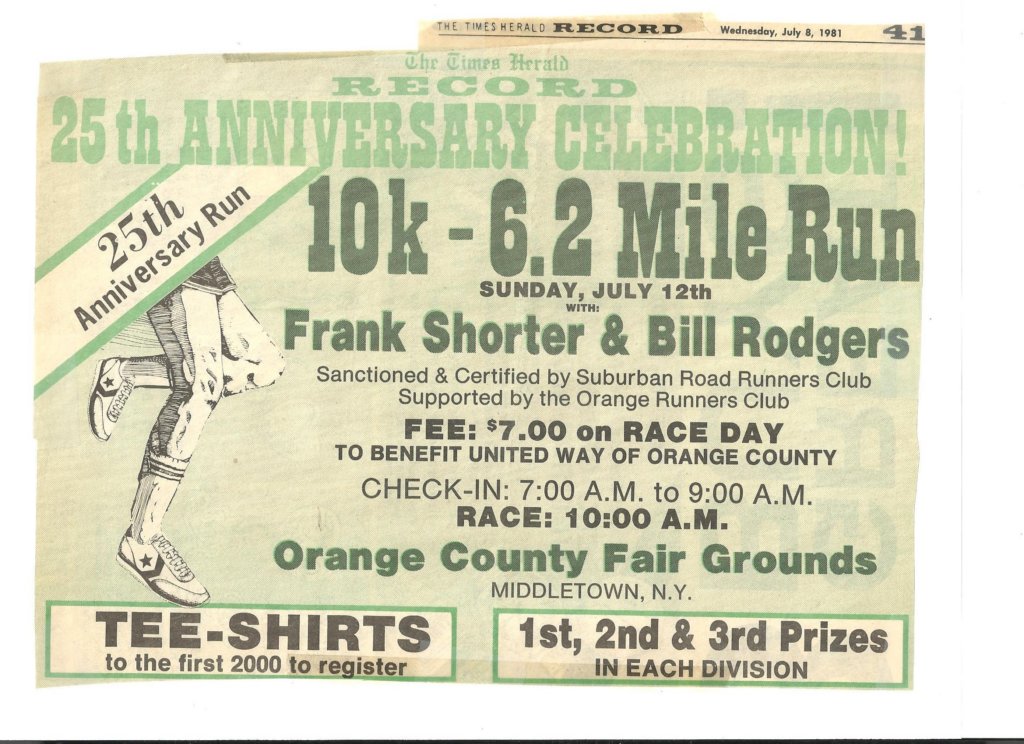 THE TIMES HERALD RECORD Wednesday, July 8, 1981 41
The Times Herald
RECORD
25th ANNIVERSARY CELEBRATION!
25th
Anniversary Run
10k - 6.2 Mile Run
SUNDAY, JULY 12th
WITH:
Frank Shorter & Bill Rodgers
Sanctioned & Certified by Suburban Road Runners Club
Supported by the Orange Runners Club
FEE: $7.00 on RACE DAY
TO BENEFIT UNITED WAY OF ORANGE COUNTY
CHECK-IN: 7:00 A.M. to 9:00 A.M.
RACE: 10:00 A.M.
Orange County Fair Grounds
MIDDLETOWN, N.Y.
TEE-SHIRTS
to the first 2000 to register
1st, 2nd & 3rd Prizes
IN EACH DIVISION